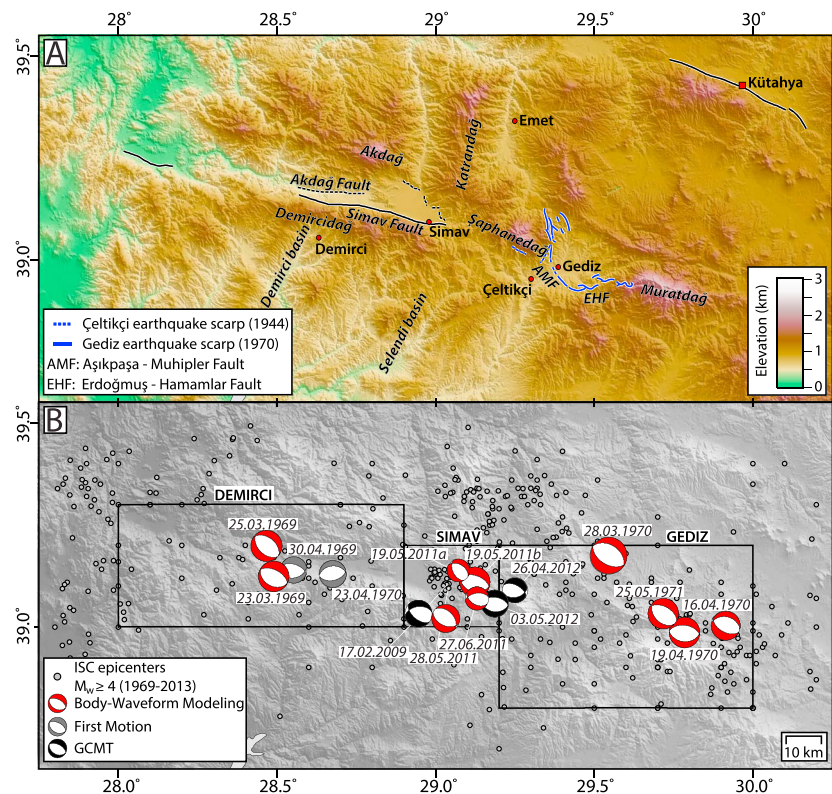 28˚
28.5
29˚
29.5
30˚
A
39.5˚
39.0˚
Kütahya
Emet
Katrandağ
Akdağ
Akdağ Fault
Simav Fault
Demircidag
Simav
Demirci
Şaphanedağ
Demirci basin
Selendi basin
Gediz
Çeltikçi
AMF
EHF
Muratdag
Çeltikçi earthquake scarp (1944)
Gediz earthquake scarp (1970)
AMF: Aşıkpaşa - Muhipler Fault
EHF: Erdoğmuş - Hamamlar Fault
Elevation (km)
3
2
1
0
B
39.5˚
39.0˚
DEMIRCI
SIMAV
GEDIZ
25.03.1969
30.04.1969
23.03.1969
23.04.1970
19.05.2011a
19.05.2011b
26.04.2012
03.05.2012
17.02.2009
28.05.2011
27.06.2011
28.03.1970
25.05.1971
16.04.1970
19.04.1970
ISC epicenters
Mw≥ 4 (1969-2013)
Body-Waveform Modeling
First Motion
GCMT
10 km
28.0˚
28.5˚
29.0˚
29.5˚
30.0˚